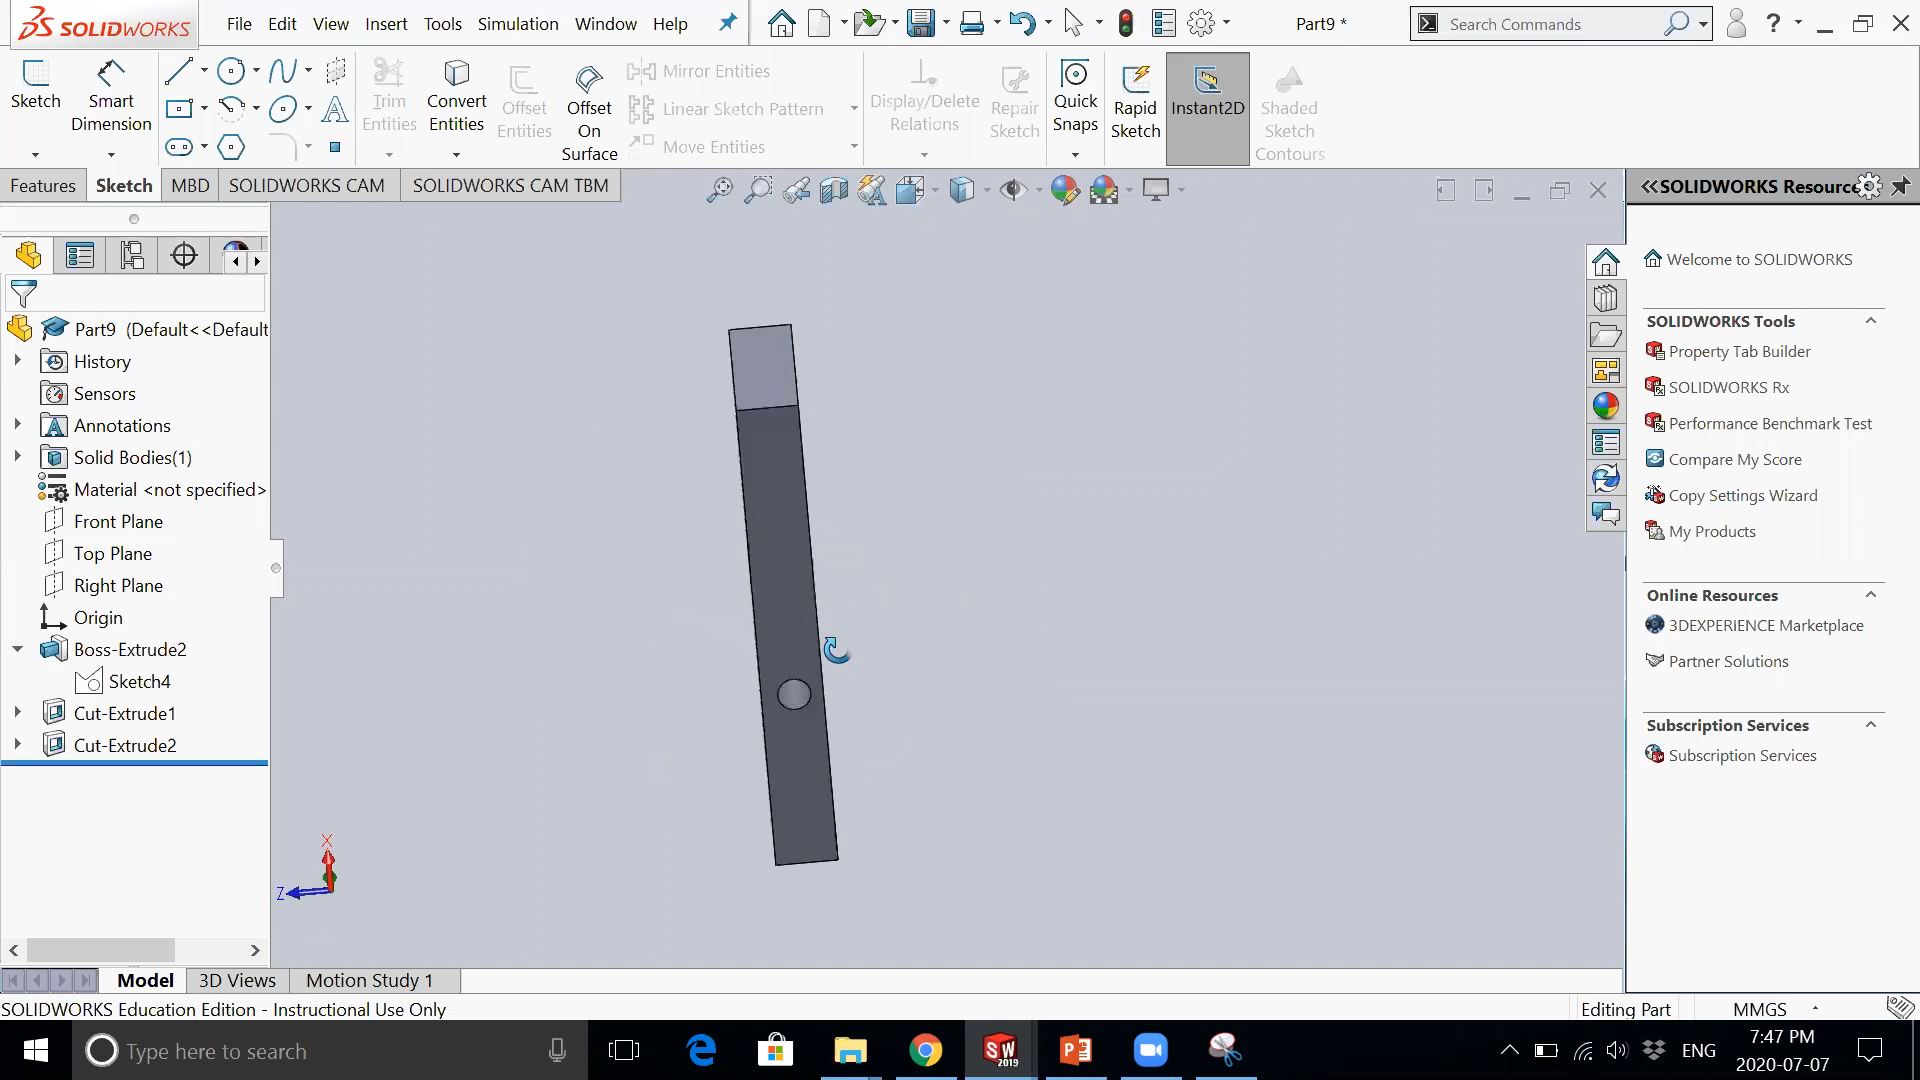 SOLIDWORKS File Edit View Insert Tools Simulation Window Help Part9 * Search Commands ?
Sketch
Smart
Dimension
Trim
Entities
Convert
Entities
Offset
Entities
Offset
On
Surface
Mirror Entities
Linear Sketch Pattern
Move Entities
Display/Delete
Relations
Repair
Sketch
Quick
Snaps
Rapid
Sketch
Instant2D
Shaded
Sketch
Contours
Features Sketch MBD SOLIDWORKS CAM SOLIDWORKS CAM TBM
Part9 (Default<<Default
History
Sensors
Annotations
Solid Bodies(1)
Material <not specified>
Front Plane
Top Plane
Right Plane
Origin
Boss-Extrude2
Sketch4
Cut-Extrude1
Cut-Extrude2
X
Z
SOLIDWORKS Resource
Welcome to SOLIDWORKS
SOLIDWORKS Tools
Property Tab Builder
SOLIDWORKS Rx
Performance Benchmark Test
Compare My Score
Copy Settings Wizard
My Products
Online Resources
3DEXPERIENCE Marketplace
Partner Solutions
Subscription Services
Subscription Services
Model 3D Views Motion Study 1
SOLIDWORKS Education Edition - Instructional Use Only Editing Part MMGS
Type here to search
SW
2019
ENG
7:47 PM
2020-07-07